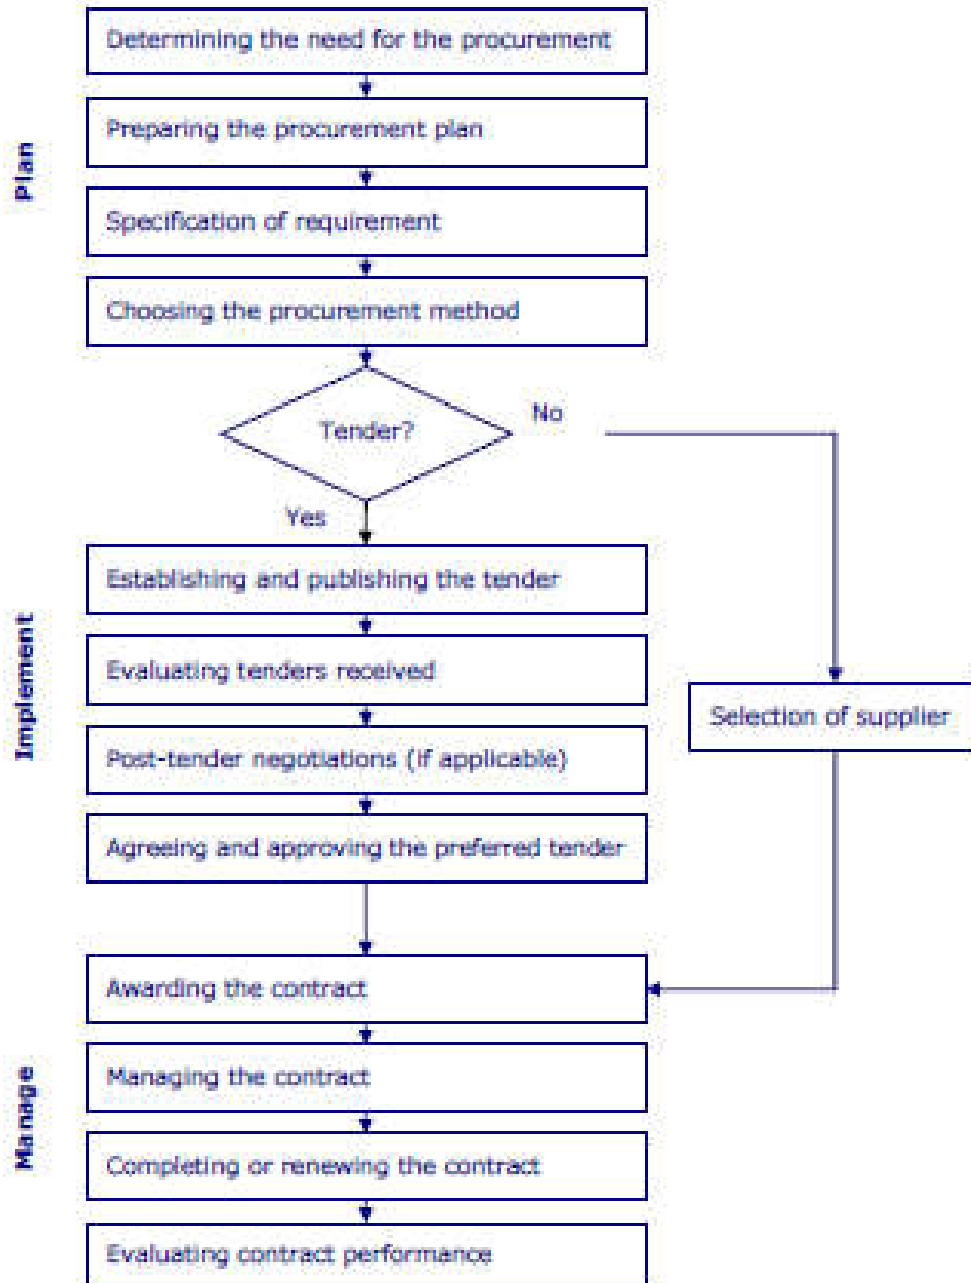 Determining the need for the procurement
Preparing the procurement plan
Plan
Specification of requirement
Choosing the procurement method
Tender?
No
Yes
Establishing and publishing the tender
Evaluating tenders received
Implement
Selection of supplier
Post-tender negotiations (if applicable)
Agreeing and approving the preferred tender
Awarding the contract
Managing the contract
Manage
Completing or renewing the contract
Evaluating contract performance